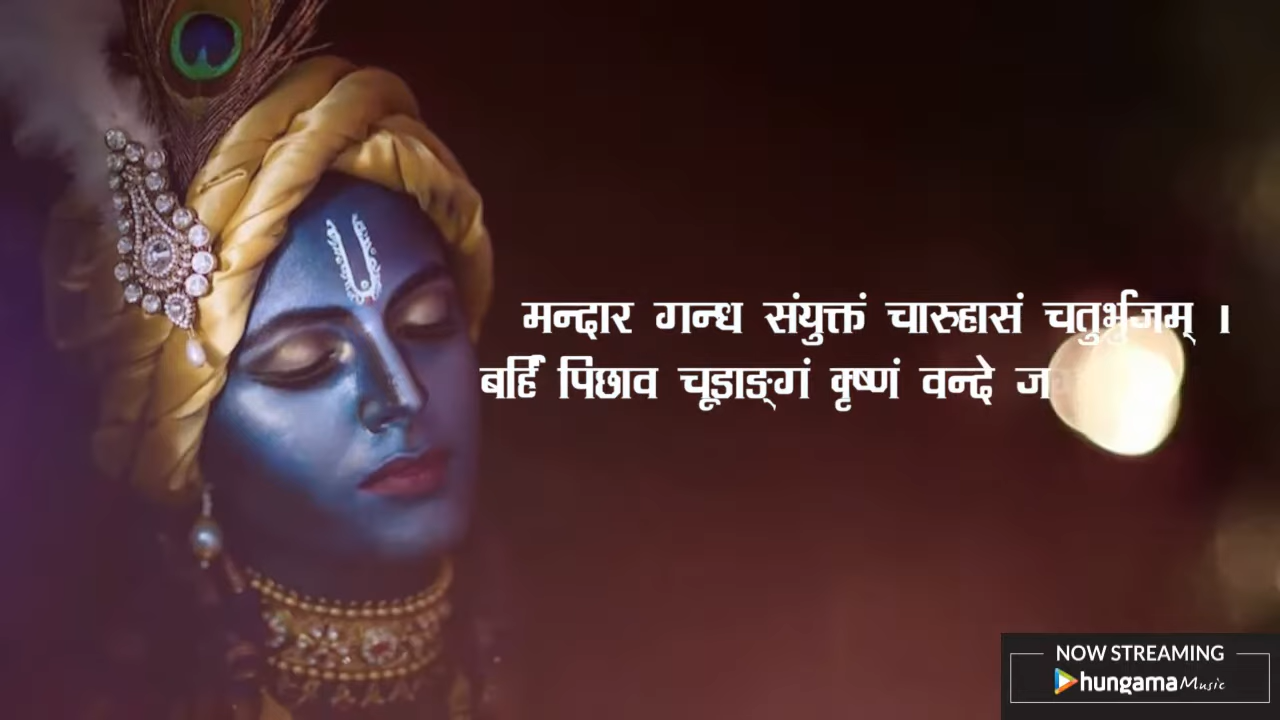 मन्दार गन्ध संयुक्तं चारुहासं चतुर्भुजम् ।
बर्हि पिंछाव चूडाङ्गं कृष्णं वन्दे
NOW STREAMING
hungama Music